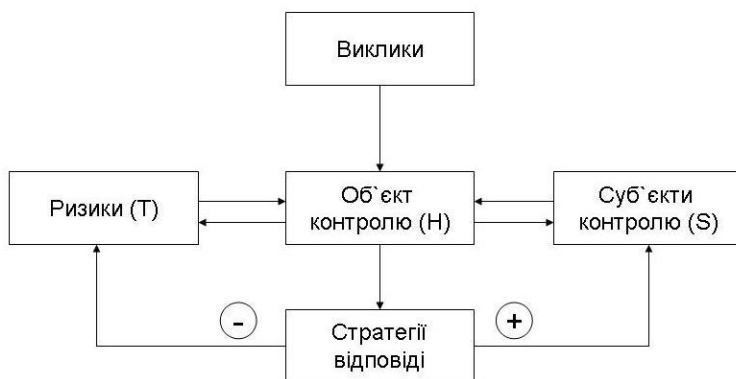 Виклики
Ризики (Т)
Об`єкт
контролю (Н)
Суб`єкти
контролю (S)
-
+
Стратегії
відповіді